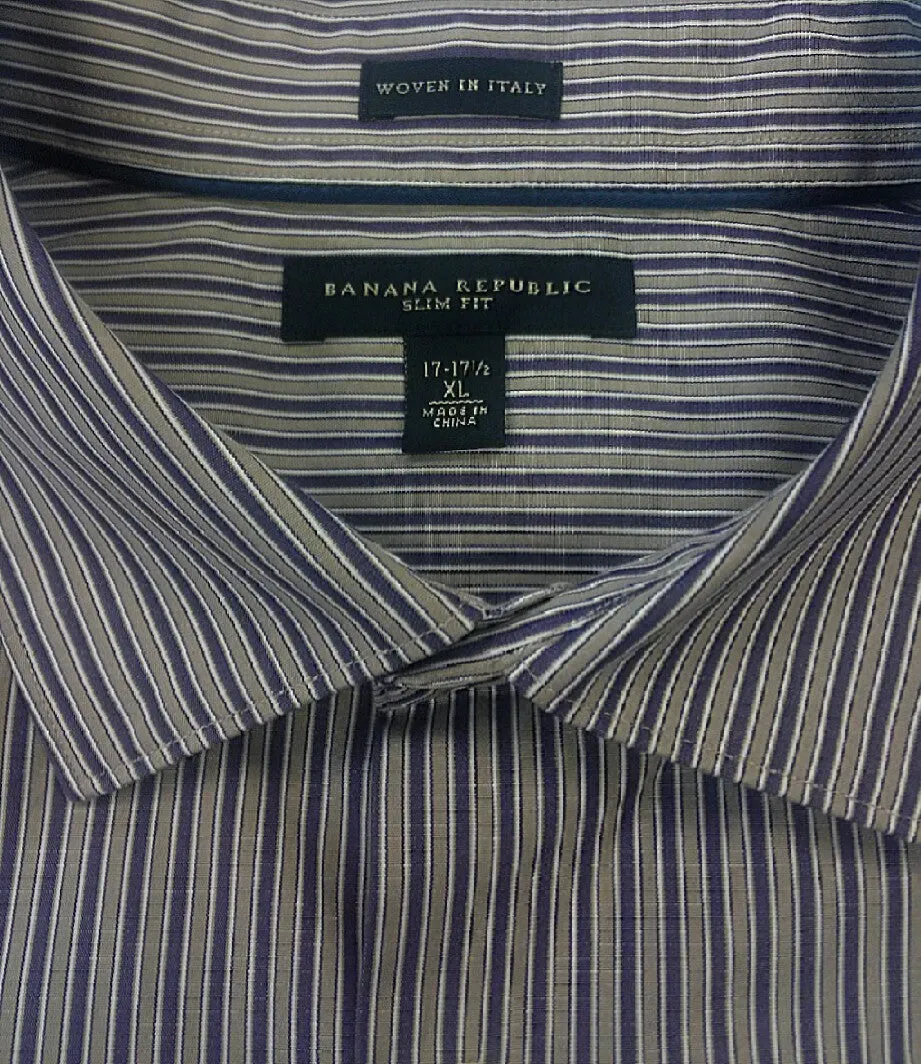 WOVEN IN ITALY
BANANA REPUBLIC
SLIM FIT
17-17½
XL
MADE IN
CHINA